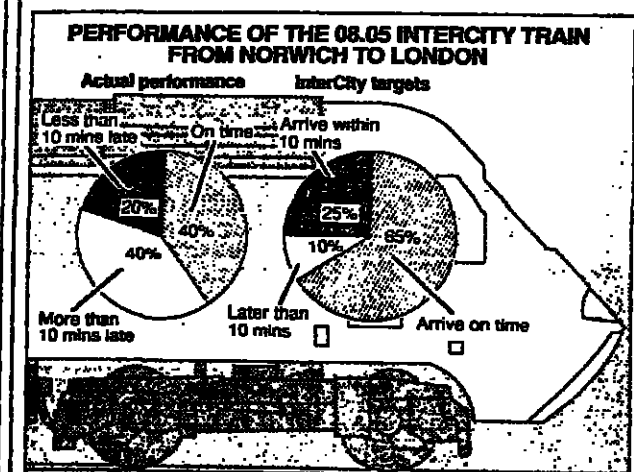 PERFORMANCE OF THE 08.05 INTERCITY TRAIN
FROM NORWICH TO LONDON
Actual performance
InterCity targets
Less than
10 mins late
On time
20%
40%
40%
More than
10 mins late
Arrive within
10 mins
25%
10%
65%
Later than
10 mins
Arrive on time